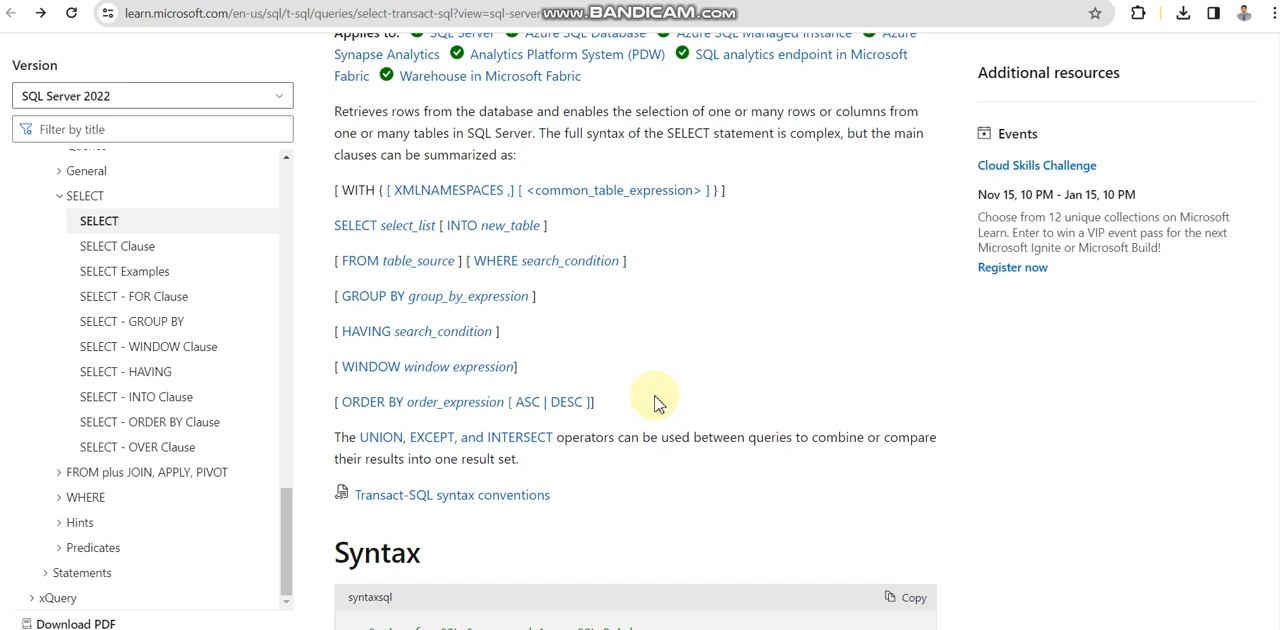 learn.microsoft.com/en-us/sql/t-sql/queries/select-transact-sql?view=sql-server
www.BANDICAM.com
Version
SQL Server 2022
Filter by title
General
SELECT
SELECT
SELECT Clause
SELECT Examples
SELECT - FOR Clause
SELECT - GROUP BY
SELECT - WINDOW Clause
SELECT - HAVING
SELECT - INTO Clause
SELECT - ORDER BY Clause
SELECT - OVER Clause
FROM plus JOIN, APPLY, PIVOT
WHERE
Hints
Predicates
Statements
xQuery
Download PDF
Applies to: SQL Server Azure SQL Database Azure SQL Managed Instance Azure
Synapse Analytics Analytics Platform System (PDW) SQL analytics endpoint in Microsoft
Fabric Warehouse in Microsoft Fabric
Retrieves rows from the database and enables the selection of one or many rows or columns from
one or many tables in SQL Server. The full syntax of the SELECT statement is complex, but the main
clauses can be summarized as:
[ WITH { [ XMLNAMESPACES ,] [ <common_table_expression> ] } ]
SELECT select_list [ INTO new_table ]
[ FROM table_source ] [ WHERE search_condition ]
[ GROUP BY group_by_expression ]
[ HAVING search_condition ]
[ WINDOW window expression]
[ ORDER BY order_expression [ ASC | DESC ]]
The UNION, EXCEPT, and INTERSECT operators can be used between queries to combine or compare
their results into one result set.
Transact-SQL syntax conventions
Syntax
syntaxsql
Copy
Additional resources
Events
Cloud Skills Challenge
Nov 15, 10 PM - Jan 15, 10 PM
Choose from 12 unique collections on Microsoft
Learn. Enter to win a VIP event pass for the next
Microsoft Ignite or Microsoft Build!
Register now